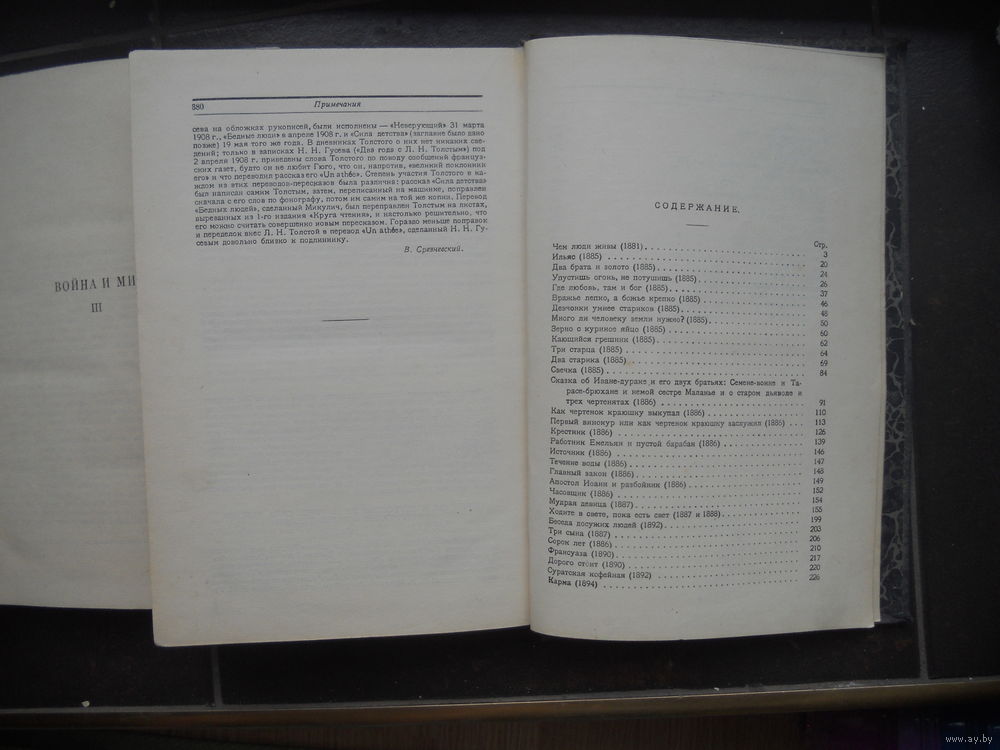 ВОЙНА И МИ
III
880
Примечания
сева на обложках рукописей, были исполнены — «Неверующий» 31 марта
1908 г., «Бедные люди» в апреле 1908 г. и «Сила детства» (заглавие было дано
позже) 19 мая того же года. В дневниках Толстого о них нет никаких све-
дений; только в записках Н. Н. Гусева («Два года с Л. Н. Толстым») под
2 апреля 1908 г. приведены слова Толстого по поводу сообщений француз-
ских газет, будто он не любит Гюго, что он, напротив, «великий поклонник
его» и что переводил рассказ его «Un athée». Степень участия Толстого в ка-
ждом из этих переводов-пересказов была различна: рассказ «Сила детства»
был написан самим Толстым, затем, переписанный на машинке, поправлен
сначала с его слов по фонографу, потом им самим на той же копии. Перевод
«Бедных людей», сделанный Микулич, был переправлен Толстым на листах,
вырезанных из 1-го издания «Круга чтения», и настолько решительно, что
его можно считать совершенно новым пересказом. Гораздо меньше поправок
и переделок внес Л. Н. Толстой в перевод «Un athée», сделанный Н. Н. Гу-
севым довольно близко к подлиннику.
В. Срезневский.
СОДЕРЖАНИЕ.
Стр.
Чем люди живы (1881) 3
Ильяс (1885) 20
Два брата и золото (1885) 24
Упустишь огонь, не потушишь (1885) 26
Где любовь, там и бог (1885) 37
Вражье лепко, а божье крепко (1885) 46
Девчонки умнее стариков (1885) 48
Много ли человеку земли нужно? (1885) 50
Зерно с куриное яйцо (1885) 60
Кающийся грешник (1885) 62
Три старца (1885) 64
Два старика (1885) 69
Свечка (1885) 84
Сказка об Иване-дураке и его двух братьях: Семене-воине и Та-
расе-брюхане и немой сестре Маланье и о старом дьяволе и
трех чертенятах (1886) 91
Как чертенок краюшку выкупал (1886) 110
Первый винокур или как чертенок краюшку заслужил (1886) 113
Крестник (1886) 126
Работник Емельян и пустой барабан (1886) 139
Источник (1886) 146
Течение воды (1886) 147
Главный закон (1886) 148
Апостол Иоанн и разбойник (1886) 149
Часовщик (1886) 152
Мудрая девица (1887) 154
Ходите в свете, пока есть свет (1887 и 1888) 155
Беседа досужих людей (1892) 199
Три сына (1887) 203
Сорок лет (1886) 206
Франсуаза (1890) 210
Дорого стоит (1890) 217
Суратская кофейная (1892) 220
Карма (1894) 226
www.ay.by